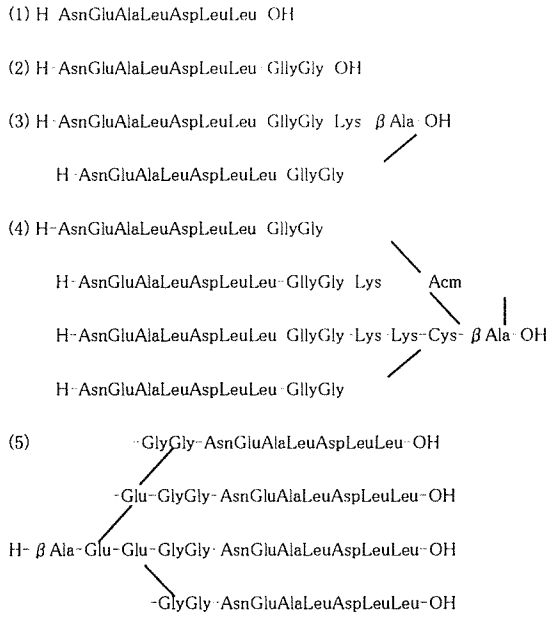 (1) H AsnGluAlaLeuAspLeuLeu OH
(2) H-AsnGluAlaLeuAspLeuLeu GllyGly OH
(3) H-AsnGluAlaLeuAspLeuLeu GllyGly Lys βAla OH
H-AsnGluAlaLeuAspLeuLeu GllyGly
(4) H-AsnGluAlaLeuAspLeuLeu GllyGly
H-AsnGluAlaLeuAspLeuLeu-GllyGly Lys Acm
H-AsnGluAlaLeuAspLeuLeu GllyGly-Lys Lys-Cys-βAla-OH
H-AsnGluAlaLeuAspLeuLeu GllyGly
(5) -GlyGly-AsnGluAlaLeuAspLeuLeu-OH
-Glu-GlyGly-AsnGluAlaLeuAspLeuLeu-OH
H-βAla-Glu-Glu-GlyGly-AsnGluAlaLeuAspLeuLeu-OH
-GlyGly-AsnGluAlaLeuAspLeuLeu-OH